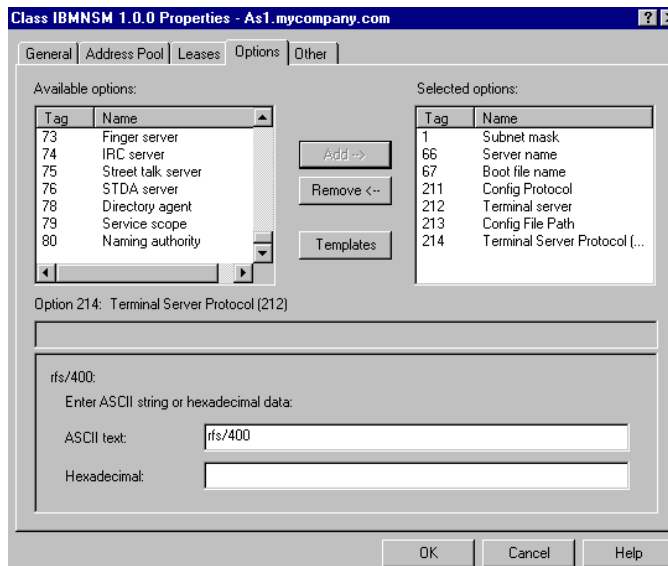 Class IBMNSM 1.0.0 Properties - As1.mycompany.com
General Address Pool Leases Options Other
Available options:
Tag Name
73 Finger server
74 IRC server
75 Street talk server
76 STDA server
78 Directory agent
79 Service scope
80 Naming authority
Add -->
Remove <--
Templates
Selected options:
Tag Name
1 Subnet mask
66 Server name
67 Boot file name
211 Config Protocol
212 Terminal server
213 Config File Path
214 Terminal Server Protocol (...
Option 214: Terminal Server Protocol (212)
rfs/400:
Enter ASCII string or hexadecimal data:
ASCII text: rfs/400
Hexadecimal:
OK Cancel Help